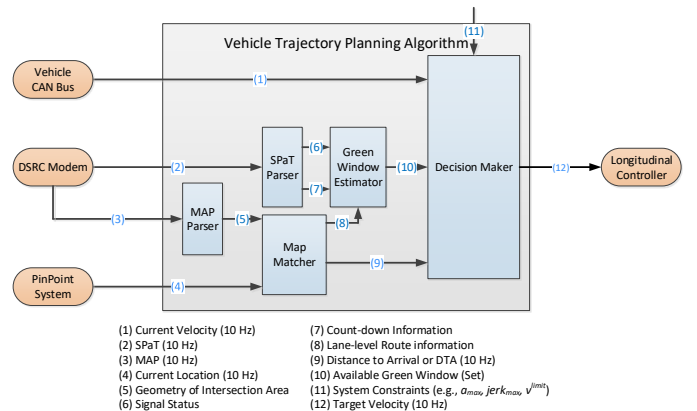 (11)
Vehicle Trajectory Planning Algorithm
Vehicle
CAN Bus
(1)
DSRC Modem
(2)
SPaT
Parser
(6)
(7)
Green
Window
Estimator
(10)
Decision Maker
(12)
Longitudinal
Controller
(3)
MAP
Parser
(5)
(8)
Map
Matcher
(9)
PinPoint
System
(4)
(1) Current Velocity (10 Hz)
(2) SPaT (10 Hz)
(3) MAP (10 Hz)
(4) Current Location (10 Hz)
(5) Geometry of Intersection Area
(6) Signal Status
(7) Count-down Information
(8) Lane-level Route information
(9) Distance to Arrival or DTA (10 Hz)
(10) Available Green Window (Set)
(11) System Constraints (e.g., amax, jerkmax, vlimit)
(12) Target Velocity (10 Hz)